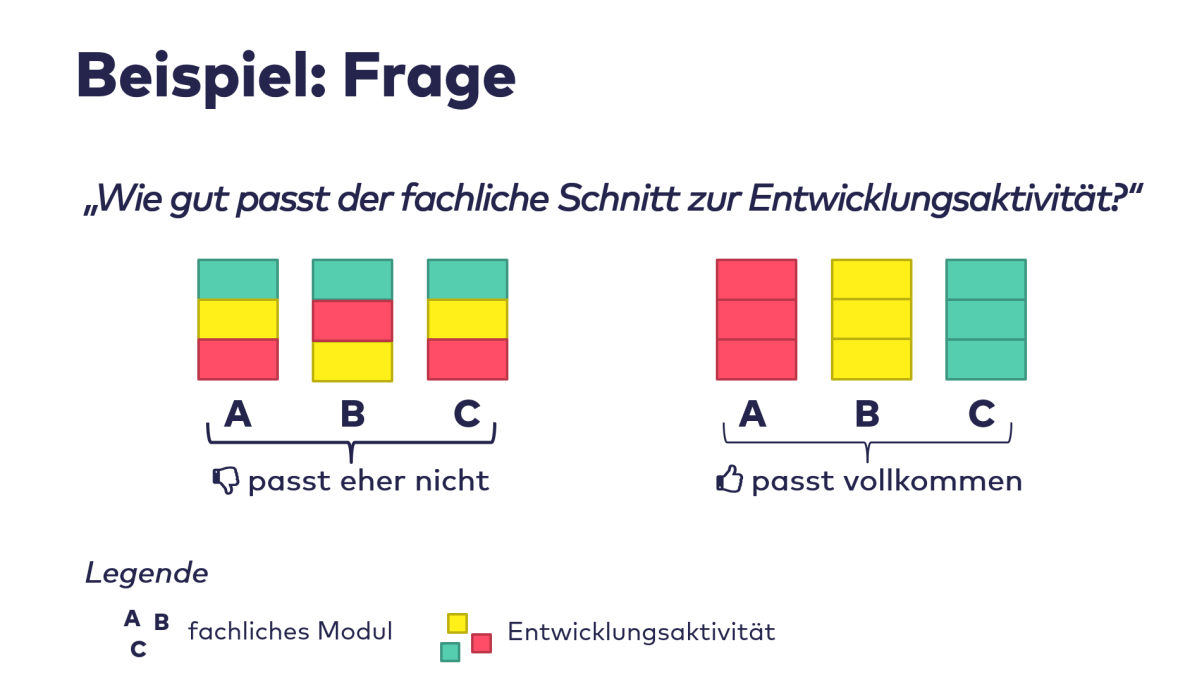 Beispiel: Frage
„Wie gut passt der fachliche Schnitt zur Entwicklungsaktivität?“
A B C
passt eher nicht
A B C
passt vollkommen
Legende
A B
C
fachliches Modul
Entwicklungsaktivität